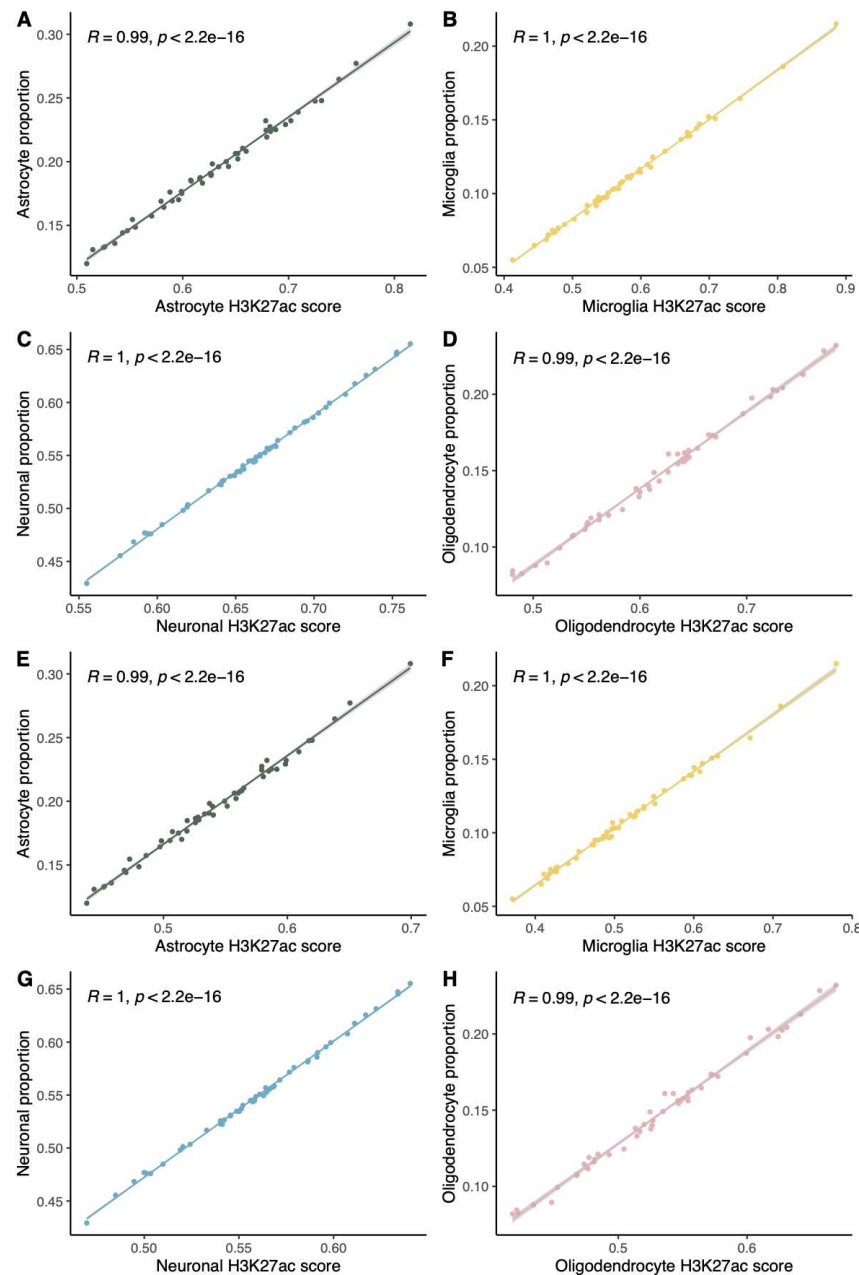 A
R = 0.99, p < 2.2e−16
Astrocyte proportion
0.30
0.25
0.20
0.15
0.5 0.6 0.7 0.8
Astrocyte H3K27ac score
B
R = 1, p < 2.2e−16
Microglia proportion
0.20
0.15
0.10
0.05
0.4 0.5 0.6 0.7 0.8 0.9
Microglia H3K27ac score
C
R = 1, p < 2.2e−16
Neuronal proportion
0.65
0.60
0.55
0.50
0.45
0.55 0.60 0.65 0.70 0.75
Neuronal H3K27ac score
D
R = 0.99, p < 2.2e−16
Oligodendrocyte proportion
0.20
0.15
0.10
0.5 0.6 0.7
Oligodendrocyte H3K27ac score
E
R = 0.99, p < 2.2e−16
Astrocyte proportion
0.30
0.25
0.20
0.15
0.5 0.6 0.7
Astrocyte H3K27ac score
F
R = 1, p < 2.2e−16
Microglia proportion
0.20
0.15
0.10
0.05
0.4 0.5 0.6 0.7 0.8
Microglia H3K27ac score
G
R = 1, p < 2.2e−16
Neuronal proportion
0.65
0.60
0.55
0.50
0.45
0.50 0.55 0.60
Neuronal H3K27ac score
H
R = 0.99, p < 2.2e−16
Oligodendrocyte proportion
0.20
0.15
0.10
0.5 0.6
Oligodendrocyte H3K27ac score